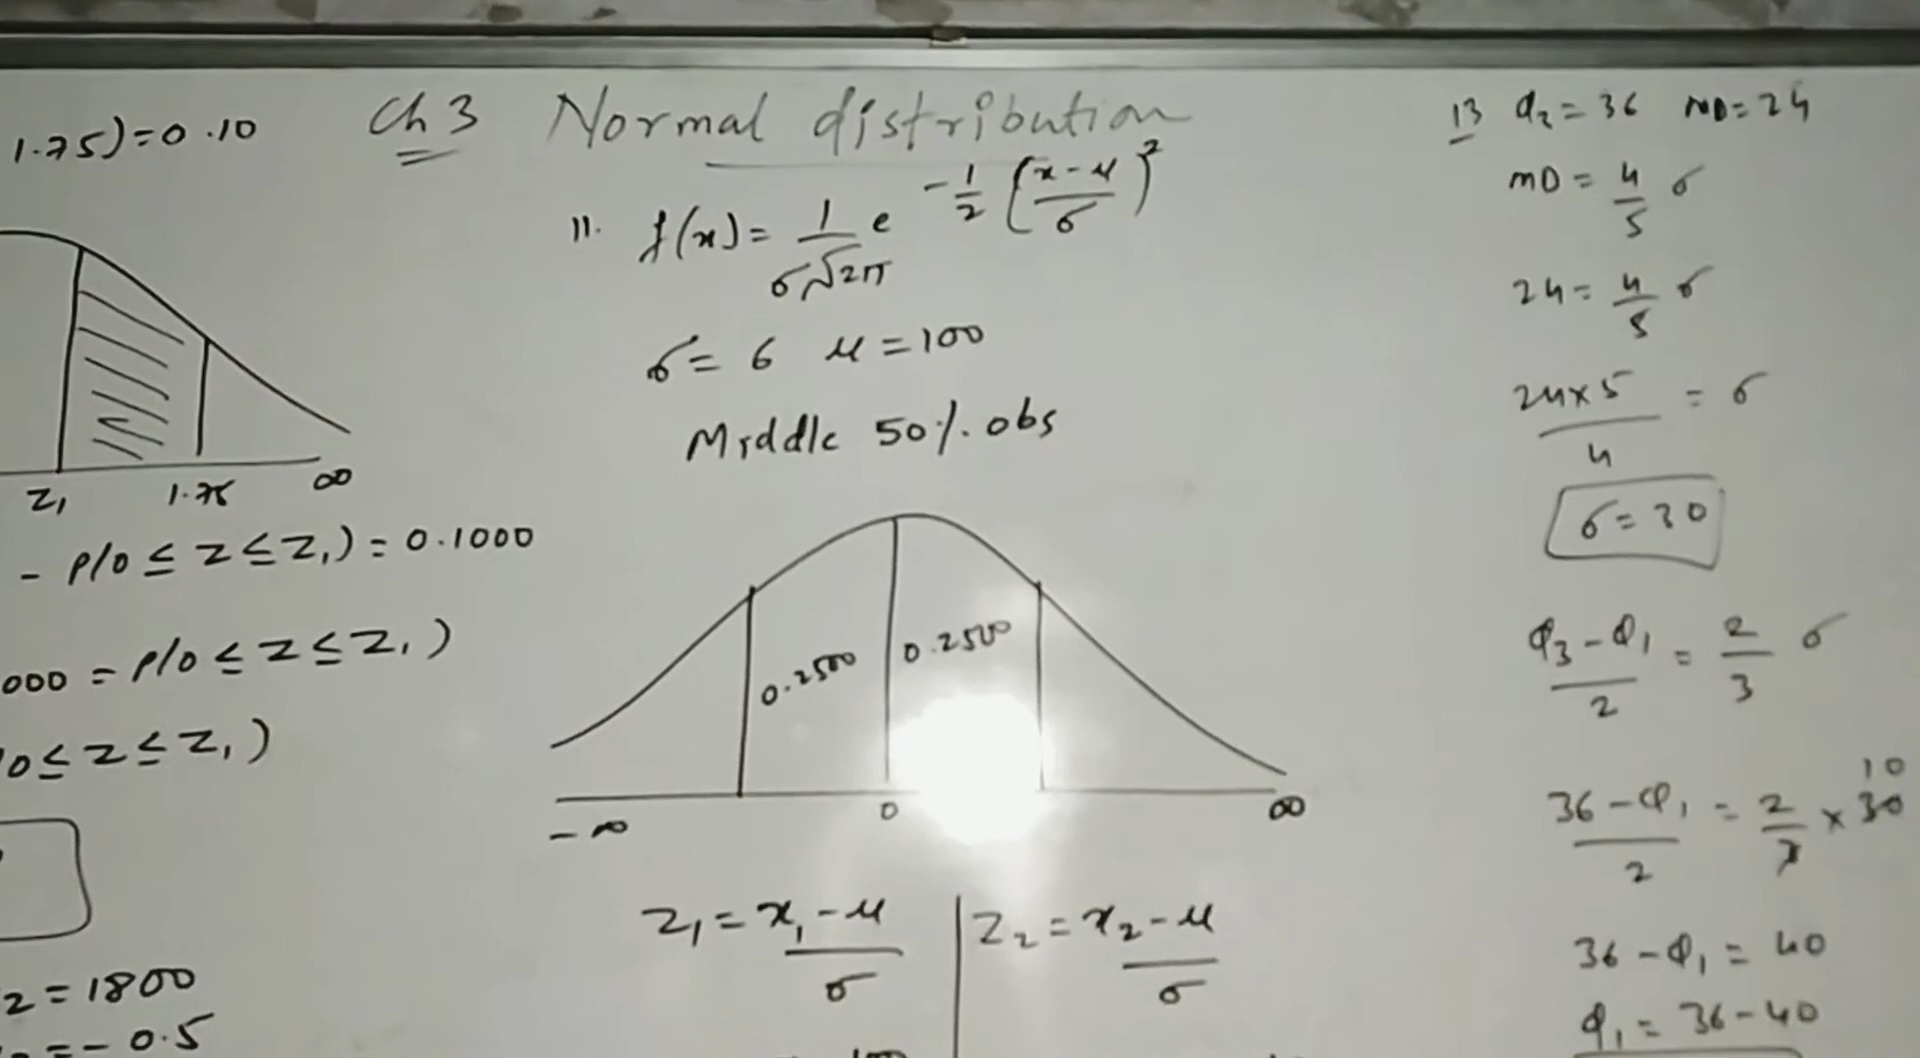 1.75) = 0.10
z₁ 1.75 ∞
- P(0 ≤ z ≤ z₁) = 0.1000
000 = P(0 ≤ z ≤ z₁)
0 ≤ z ≤ z₁)
2 = 1800
= - 0.5
Ch 3 Normal distribution
11. f(x) = 1/(σ√2π) e^(-1/2 ((x-μ)/σ)²)
σ = 6 μ = 100
Middle 50% obs
0.2500 0.2500
-∞ 0 ∞
z₁ = (x₁ - μ)/σ | z₂ = (x₂ - μ)/σ
13 Q₂ = 36 MD = 24
MD = 4/5 σ
24 = 4/5 σ
(24 × 5)/4 = σ
σ = 30
(Q₃ - Q₁)/2 = 2/3 σ
(36 - Q₁)/2 = 2/3 × 30 10
36 - Q₁ = 40
Q₁ = 36 - 40